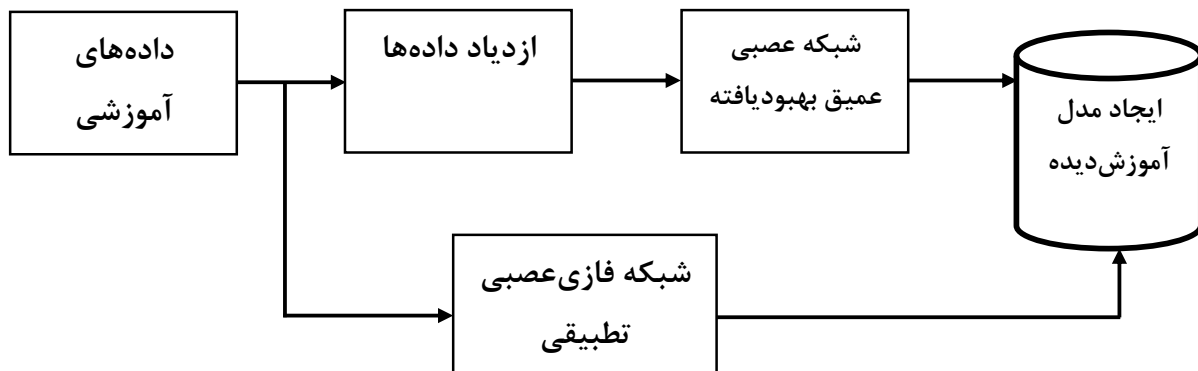 داده‌های
آموزشی
ازدیاد داده‌ها
شبکه عصبی
عمیق بهبودیافته
ایجاد مدل
آموزش‌دیده
شبکه فازی‌عصبی
تطبیقی